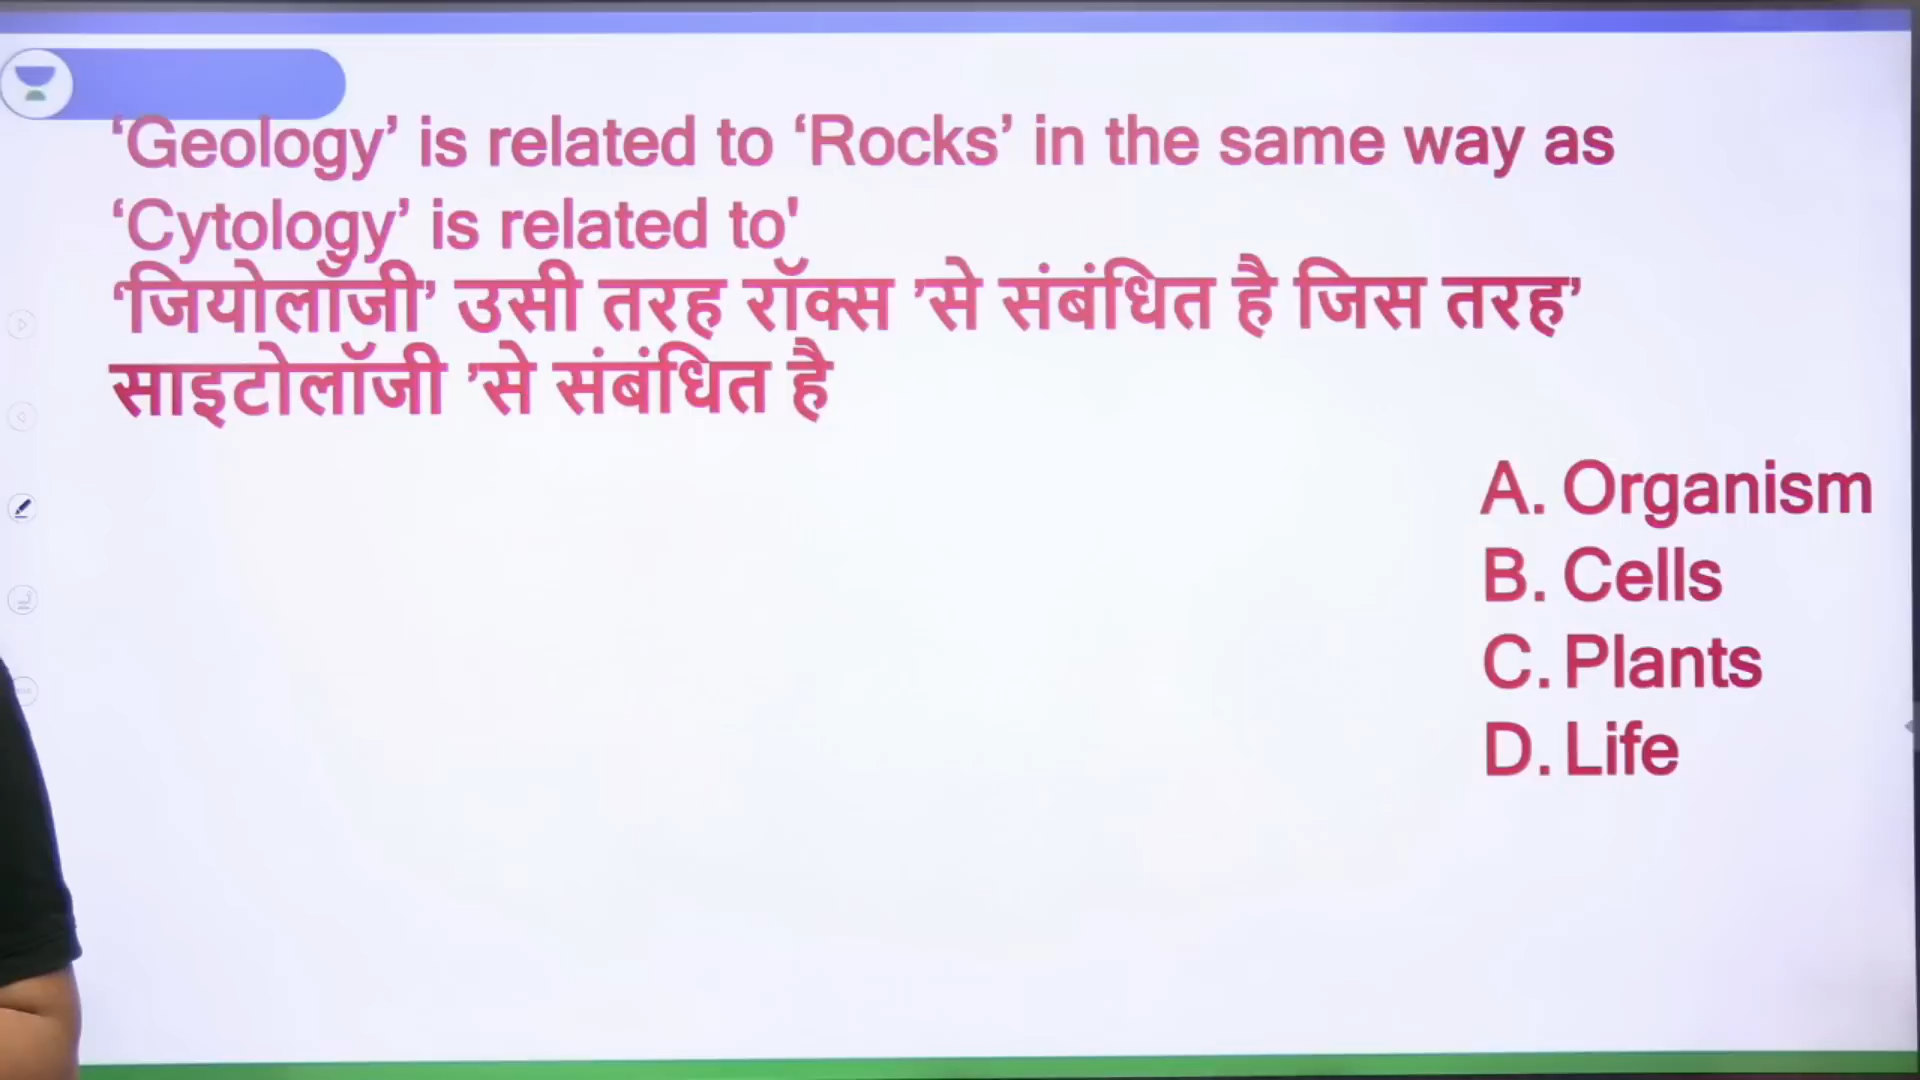 ‘Geology’ is related to ‘Rocks’ in the same way as
‘Cytology’ is related to'
‘जियोलॉजी’ उसी तरह रॉक्स ’से संबंधित है जिस तरह’
साइटोलॉजी ’से संबंधित है
A. Organism
B. Cells
C. Plants
D. Life